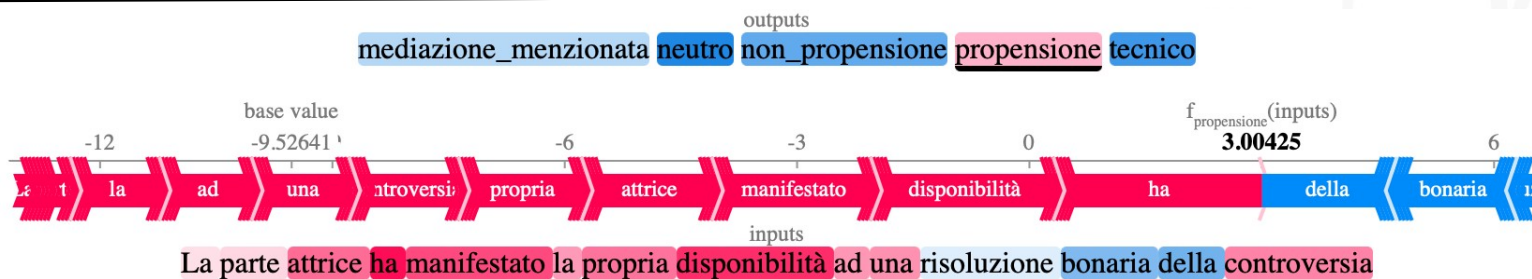 outputs
mediazione_menzionata neutro non_propensione propensione tecnico
base value f propensione (inputs)
-12 -9.52641 -6 -3 0 3.00425 6
la ad una propria attrice manifestato disponibilità ha della bonaria
inputs
La parte attrice ha manifestato la propria disponibilità ad una risoluzione bonaria della controversia